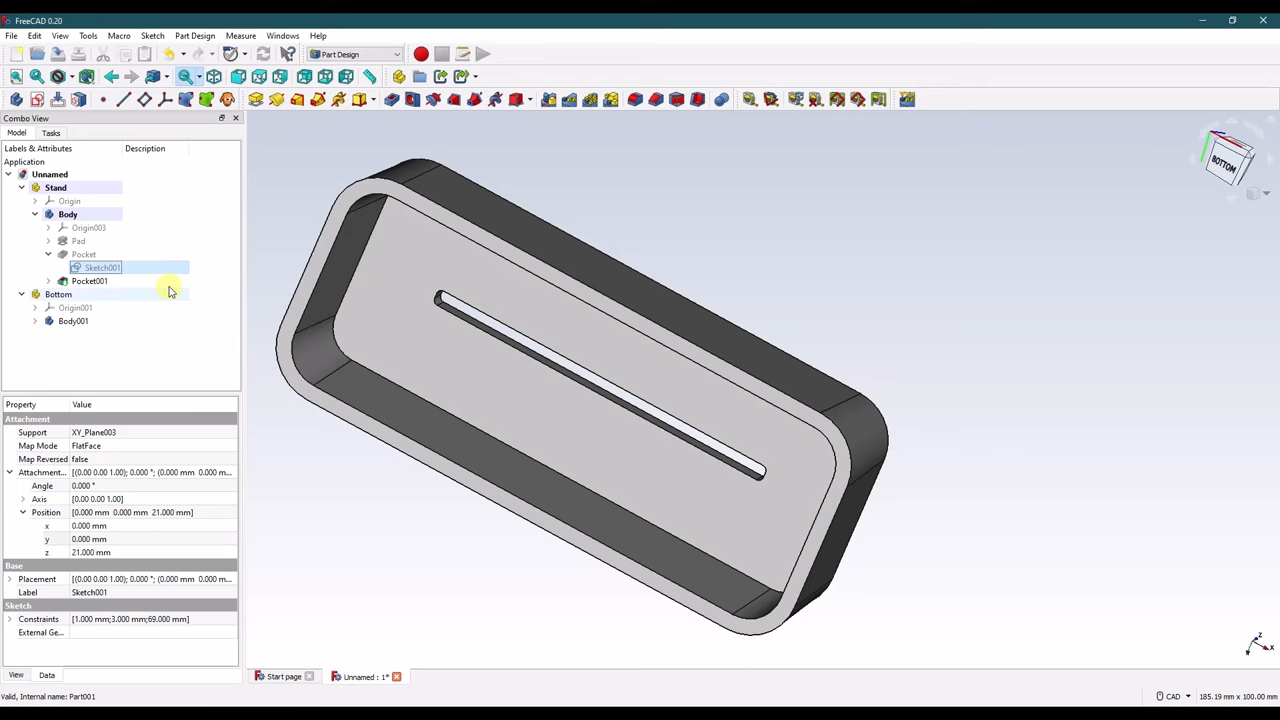 FreeCAD 0.20
File Edit View Tools Macro Sketch Part Design Measure Windows Help
Part Design
Combo View
Model Tasks
Labels & Attributes Description
Application
Unnamed
Stand
Origin
Body
Origin003
Pad
Pocket
Sketch001
Pocket001
Bottom
Origin001
Body001
Property Value
Attachment
Support XY_Plane003
Map Mode FlatFace
Map Reversed false
Attachment... [(0.00 0.00 1.00); 0.000 °; (0.000 mm 0.000 m...
Angle 0.000 °
Axis [0.00 0.00 1.00]
Position [0.000 mm 0.000 mm 21.000 mm]
x 0.000 mm
y 0.000 mm
z 21.000 mm
Base
Placement [(0.00 0.00 1.00); 0.000 °; (0.000 mm 0.000 m...
Label Sketch001
Sketch
Constraints [1.000 mm;3.000 mm;69.000 mm]
External Ge...
View Data
BOTTOM
Z
X
Start page Unnamed : 1*
Valid, Internal name: Part001
CAD 185.19 mm x 100.00 mm